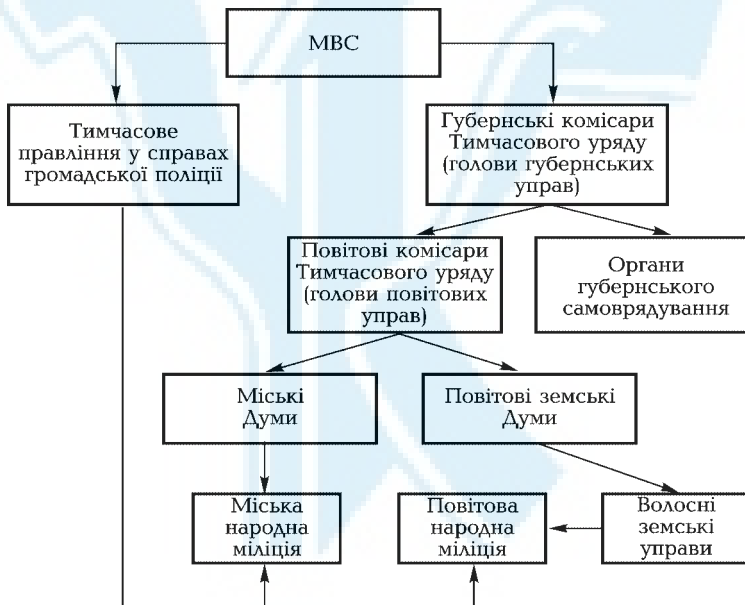 МВС
Тимчасове
правління у справах
громадської поліції
Губернські комісари
Тимчасового уряду
(голови губернських
управ)
Повітові комісари
Тимчасового уряду
(голови повітових
управ)
Органи
губернського
самоврядування
Міські
Думи
Повітові земські
Думи
Міська
народна
міліція
Повітова
народна
міліція
Волосні
земські
управи